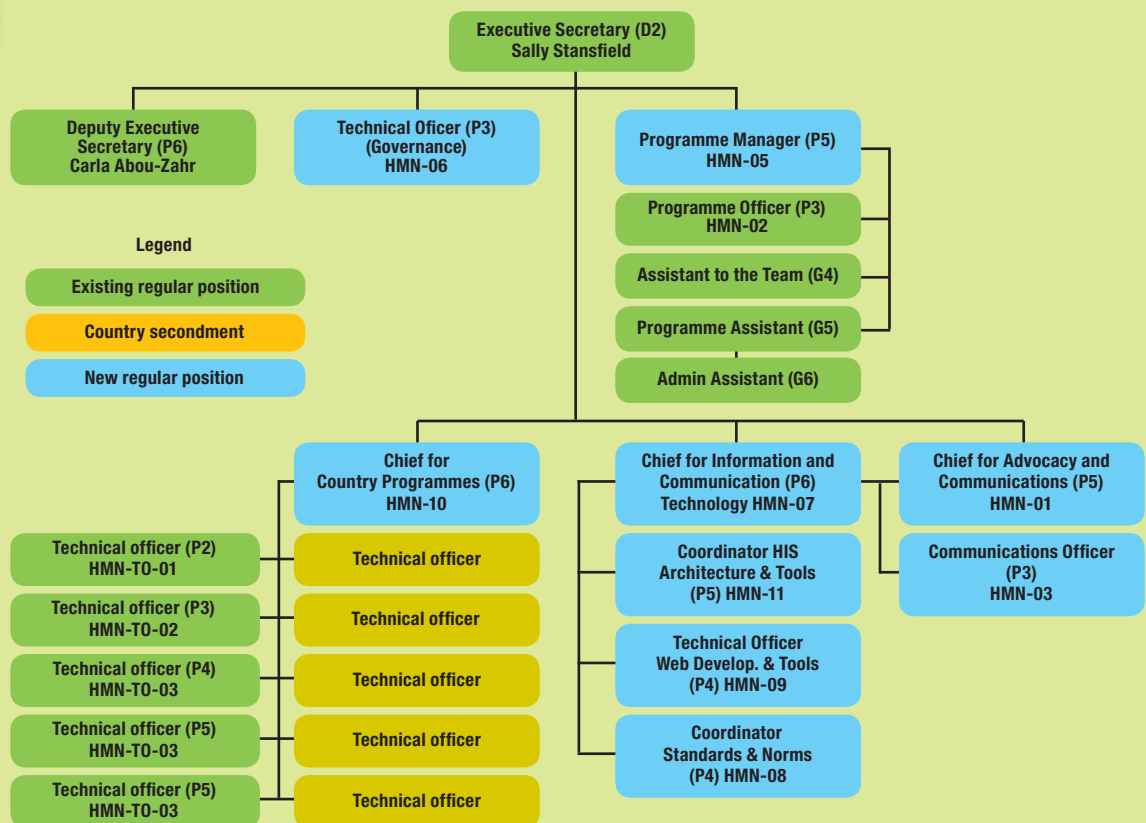 Executive Secretary (D2)
Sally Stansfield
Deputy Executive
Secretary (P6)
Carla Abou-Zahr
Technical Oficer (P3)
(Governance)
HMN-06
Programme Manager (P5)
HMN-05
Programme Officer (P3)
HMN-02
Assistant to the Team (G4)
Programme Assistant (G5)
Admin Assistant (G6)
Legend
Existing regular position
Country secondment
New regular position
Chief for
Country Programmes (P6)
HMN-10
Technical officer (P2)
HMN-TO-01
Technical officer (P3)
HMN-TO-02
Technical officer (P4)
HMN-TO-03
Technical officer (P5)
HMN-TO-03
Technical officer (P5)
HMN-TO-03
Technical officer
Technical officer
Technical officer
Technical officer
Technical officer
Chief for Information and
Communication (P6)
Technology HMN-07
Coordinator HIS
Architecture & Tools
(P5) HMN-11
Technical Officer
Web Develop. & Tools
(P4) HMN-09
Coordinator
Standards & Norms
(P4) HMN-08
Chief for Advocacy and
Communications (P5)
HMN-01
Communications Officer
(P3)
HMN-03